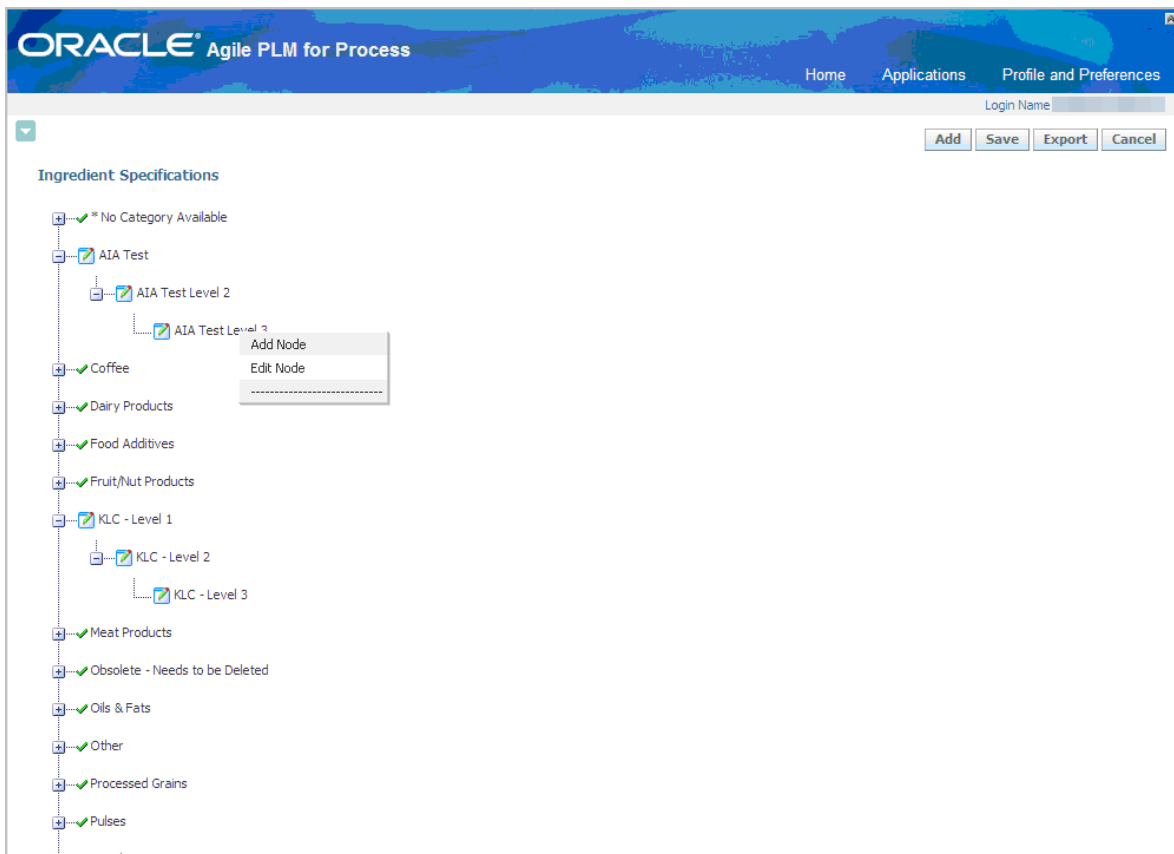 ORACLE® Agile PLM for Process
Home Applications Profile and Preferences
Login Name
Add Save Export Cancel
Ingredient Specifications
* No Category Available
AIA Test
AIA Test Level 2
AIA Test Level 3
Add Node
Coffee
Edit Node
----------------------------
Dairy Products
Food Additives
Fruit/Nut Products
KLC - Level 1
KLC - Level 2
KLC - Level 3
Meat Products
Obsolete - Needs to be Deleted
Oils & Fats
Other
Processed Grains
Pulses